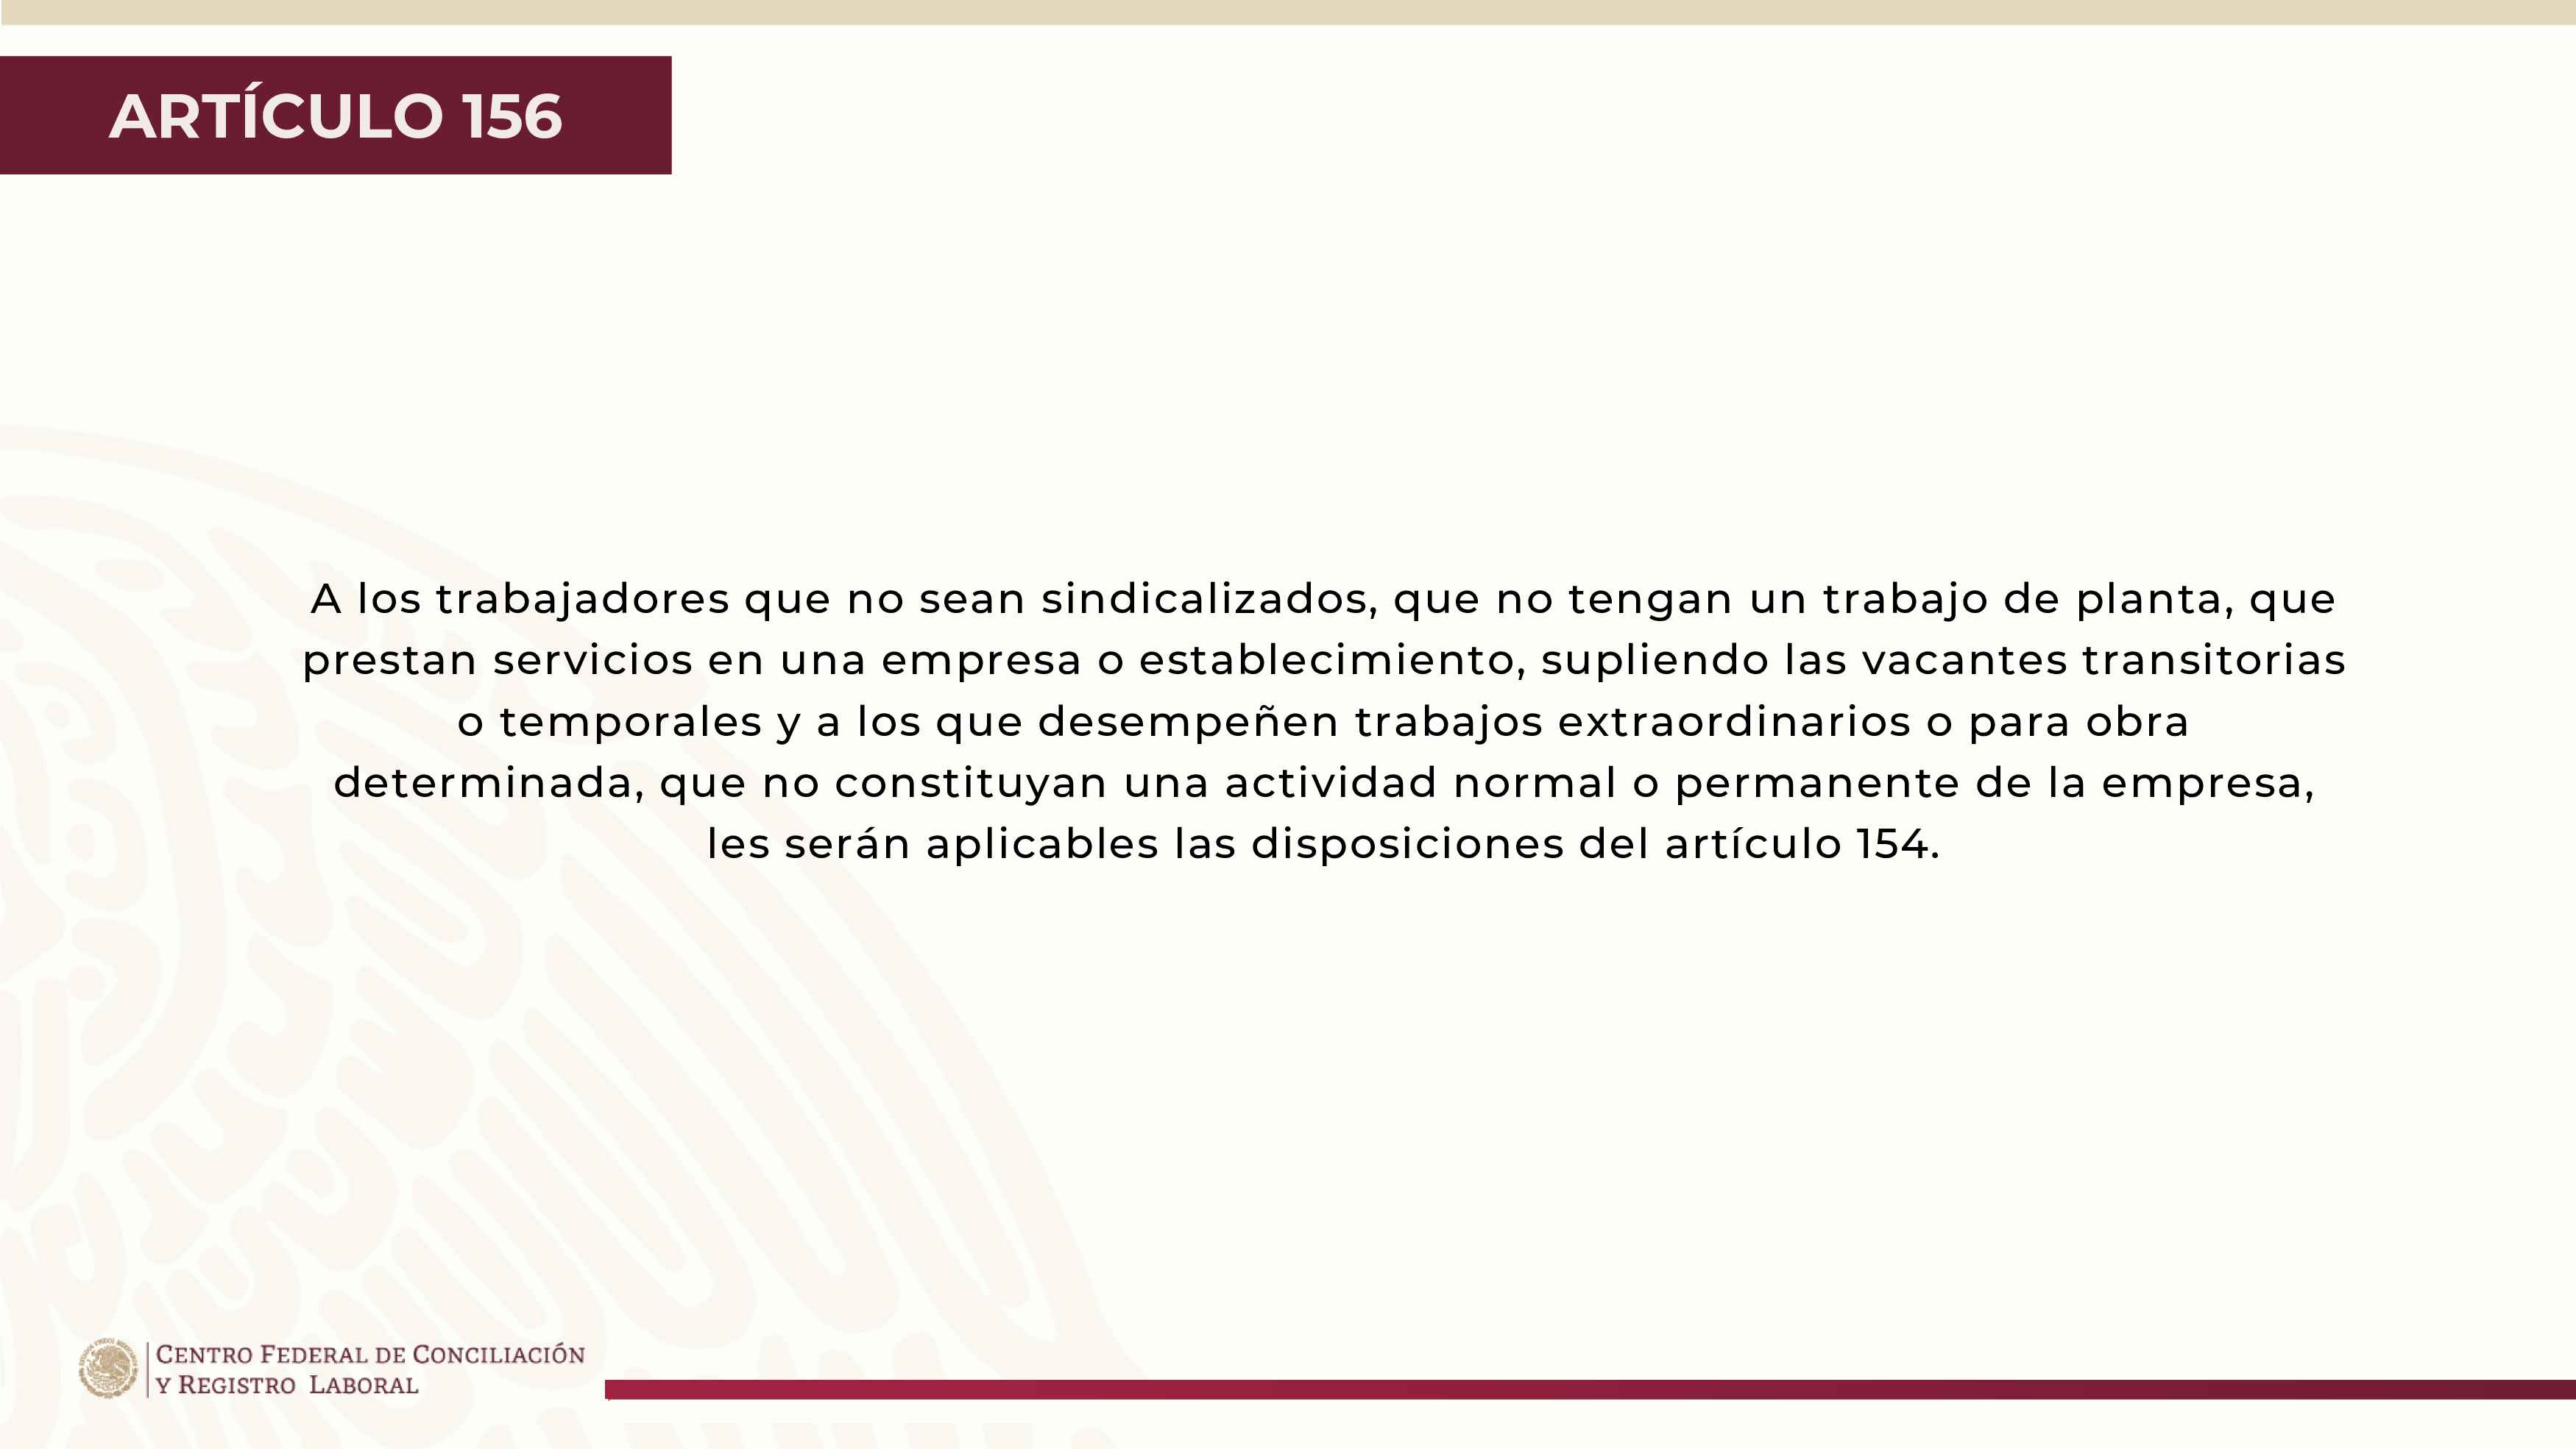 ARTÍCULO 156
A los trabajadores que no sean sindicalizados, que no tengan un trabajo de planta, que
prestan servicios en una empresa o establecimiento, supliendo las vacantes transitorias
o temporales y a los que desempeñen trabajos extraordinarios o para obra
determinada, que no constituyan una actividad normal o permanente de la empresa,
les serán aplicables las disposiciones del artículo 154.
CENTRO FEDERAL DE CONCILIACIÓN
Y REGISTRO LABORAL